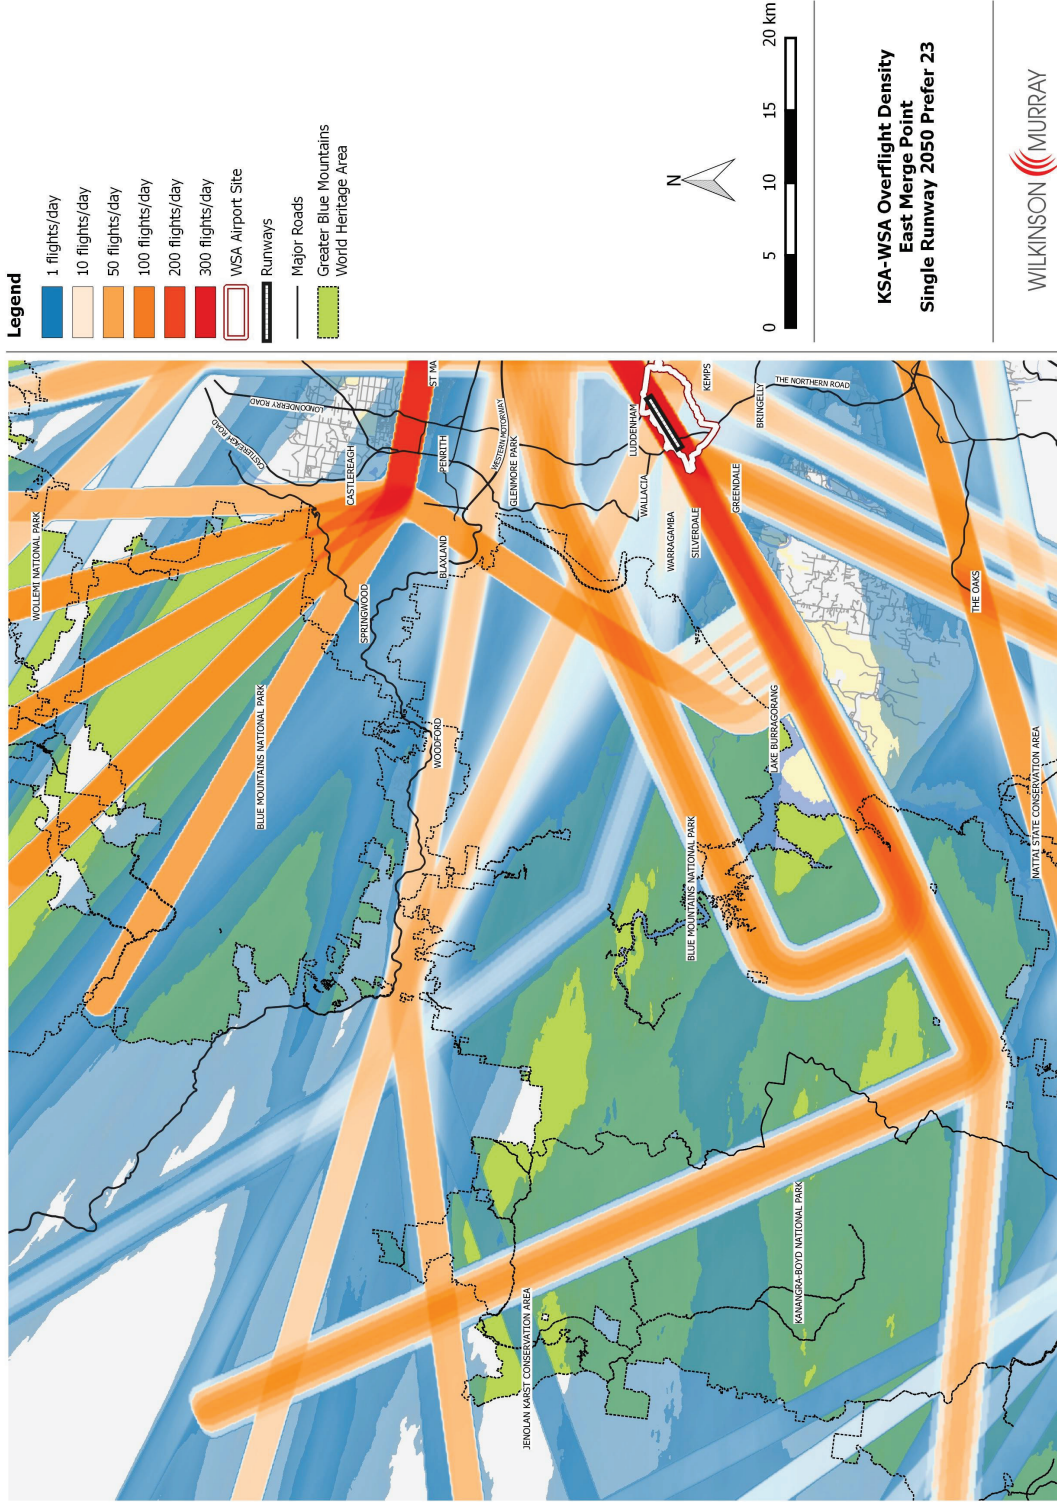 Legend
1 flights/day
10 flights/day
50 flights/day
100 flights/day
200 flights/day
300 flights/day
WSA Airport Site
Runways
Major Roads
Greater Blue Mountains
World Heritage Area
N
0 5 10 15 20 km
KSA-WSA Overflight Density
East Merge Point
Single Runway 2050 Prefer 23
WILKINSON MURRAY
WOLLEMI NATIONAL PARK
CASTLEREAGH ROAD
LONDONDERRY ROAD
CASTLEREAGH
ST MA
PENRITH
WESTERN MOTORWAY
GLENMORE PARK
BLAXLAND
SPRINGWOOD
BLUE MOUNTAINS NATIONAL PARK
WOODFORD
LUDDENHAM
WALLACIA
KEMPS
WARRAGAMBA
SILVERDALE
GREENDALE
BRINGELLY
THE NORTHERN ROAD
THE OAKS
LAKE BURRAGORANG
BLUE MOUNTAINS NATIONAL PARK
NATTAI STATE CONSERVATION AREA
KANANGRA-BOYD NATIONAL PARK
JENOLAN KARST CONSERVATION AREA